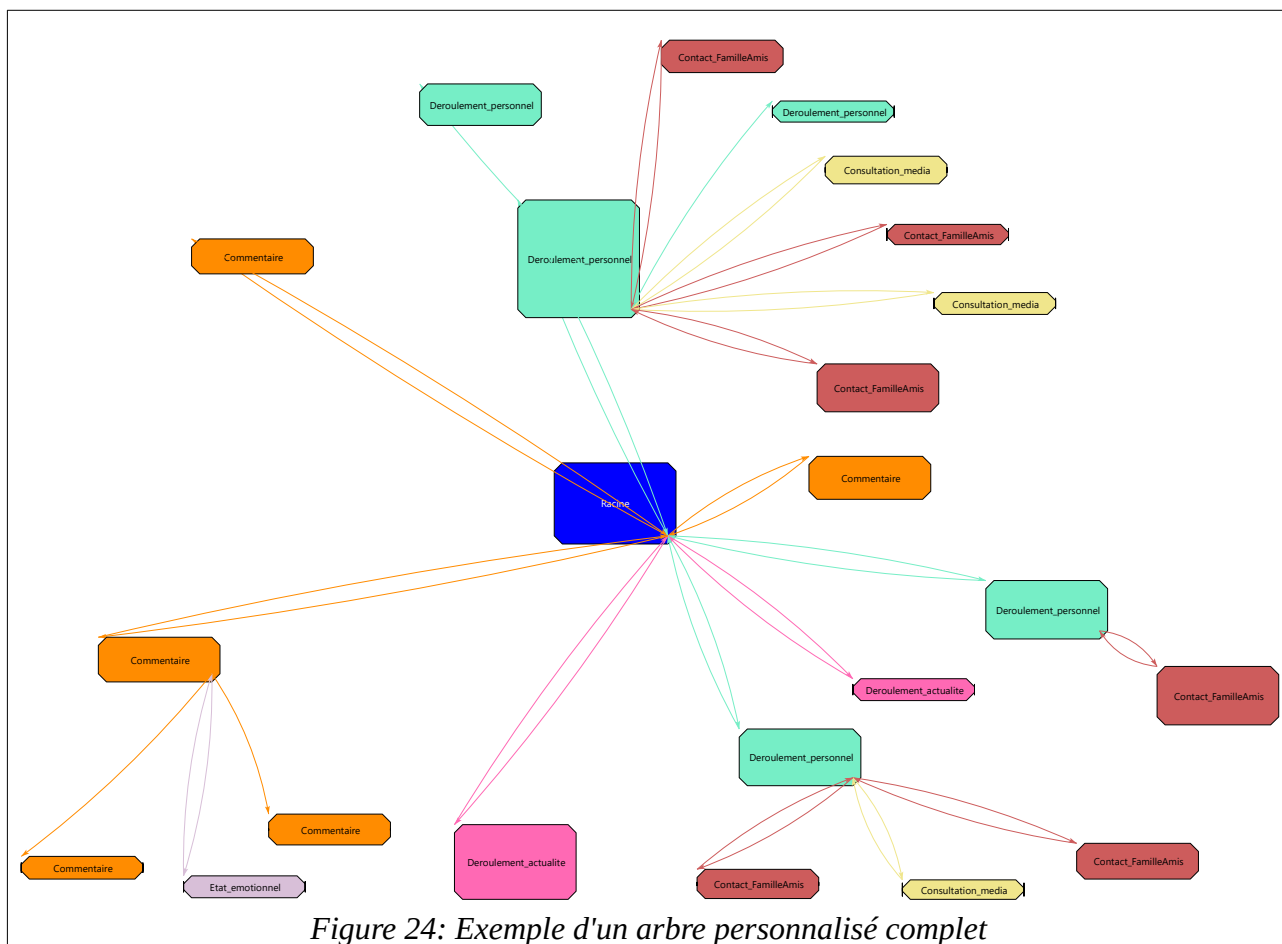 Contact_FamilleAmis
Deroulement_personnel
Deroulement_personnel
Consultation_media
Contact_FamilleAmis
Commentaire
Deroulement_personnel
Consultation_media
Contact_FamilleAmis
Commentaire
Racine
Deroulement_personnel
Commentaire
Deroulement_actualite
Contact_FamilleAmis
Deroulement_personnel
Commentaire
Deroulement_actualite
Contact_FamilleAmis
Commentaire
Etat_emotionnel
Contact_FamilleAmis
Consultation_media
Figure 24: Exemple d'un arbre personnalisé complet